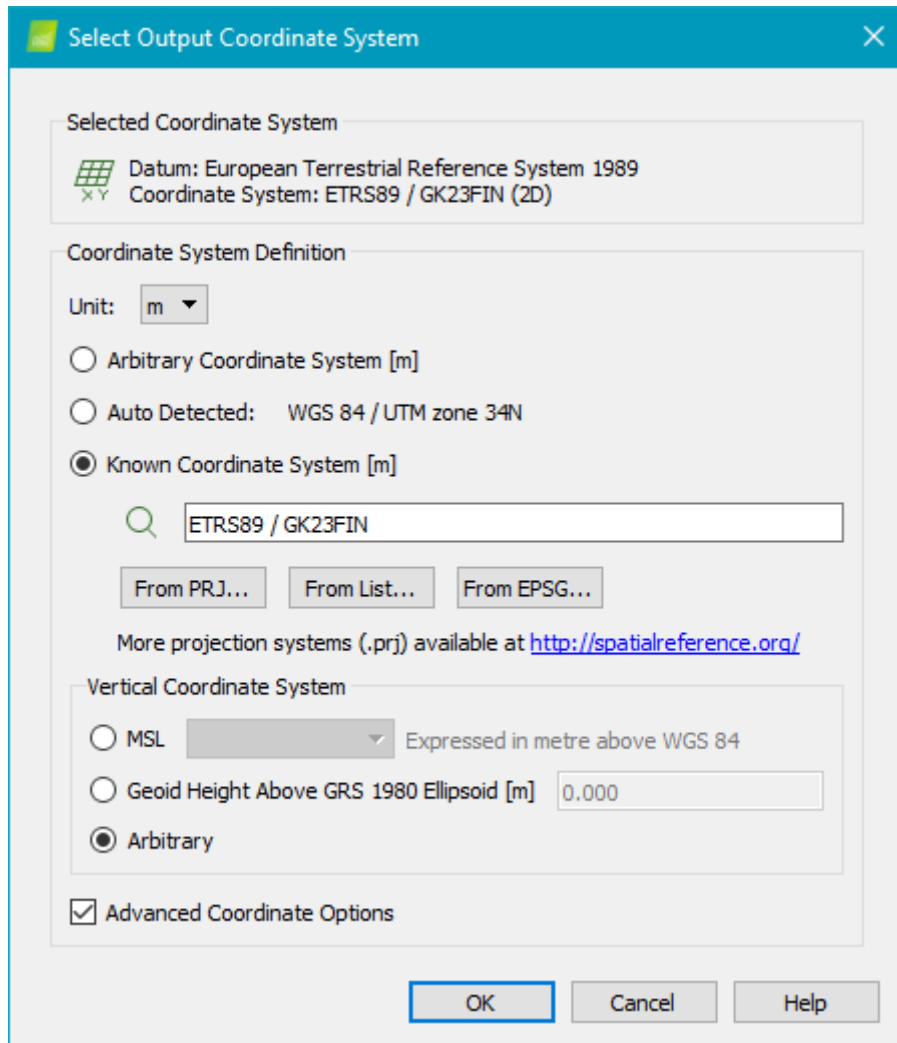 Select Output Coordinate System
Selected Coordinate System
Datum: European Terrestrial Reference System 1989
X Y Coordinate System: ETRS89 / GK23FIN (2D)
Coordinate System Definition
Unit: m
Arbitrary Coordinate System [m]
Auto Detected: WGS 84 / UTM zone 34N
Known Coordinate System [m]
ETRS89 / GK23FIN
From PRJ... From List... From EPSG...
More projection systems (.prj) available at http://spatialreference.org/
Vertical Coordinate System
MSL Expressed in metre above WGS 84
Geoid Height Above GRS 1980 Ellipsoid [m] 0.000
Arbitrary
Advanced Coordinate Options
OK Cancel Help